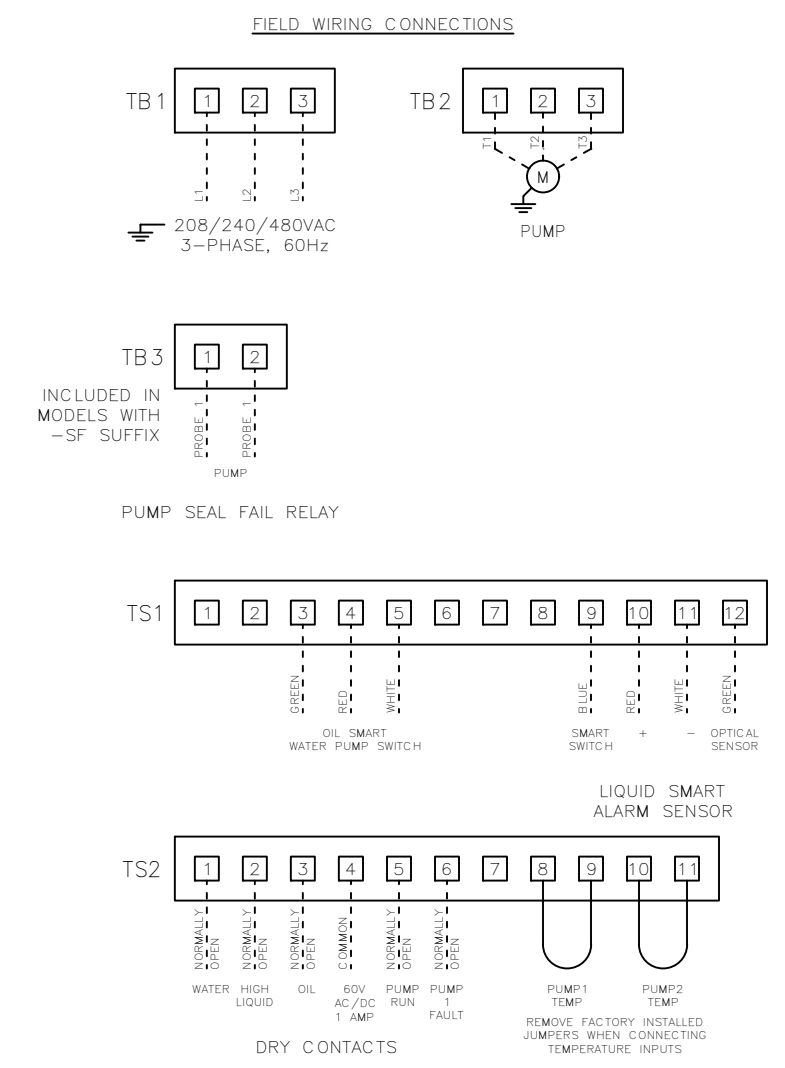 FIELD WIRING CONNECTIONS
TB1 1 2 3
L1 L2 L3
208/240/480VAC
3-PHASE, 60Hz
TB2 1 2 3
T1 T2 T3
M
PUMP
TB3 1 2
INCLUDED IN
MODELS WITH
-SF SUFFIX
PROBE 1 PROBE 1
PUMP
PUMP SEAL FAIL RELAY
TS1 1 2 3 4 5 6 7 8 9 10 11 12
GREEN RED WHITE BLUE RED WHITE GREEN
OIL SMART
WATER PUMP SWITCH
SMART
SWITCH
+ -
OPTICAL
SENSOR
LIQUID SMART
ALARM SENSOR
TS2 1 2 3 4 5 6 7 8 9 10 11
NORMALLY
OPEN
NORMALLY
OPEN
NORMALLY
OPEN
COMMON
NORMALLY
OPEN
NORMALLY
OPEN
WATER
HIGH
LIQUID
OIL
60V
AC/DC
1 AMP
PUMP
RUN
PUMP
1
FAULT
DRY CONTACTS
PUMP1
TEMP
PUMP2
TEMP
REMOVE FACTORY INSTALLED
JUMPERS WHEN CONNECTING
TEMPERATURE INPUTS